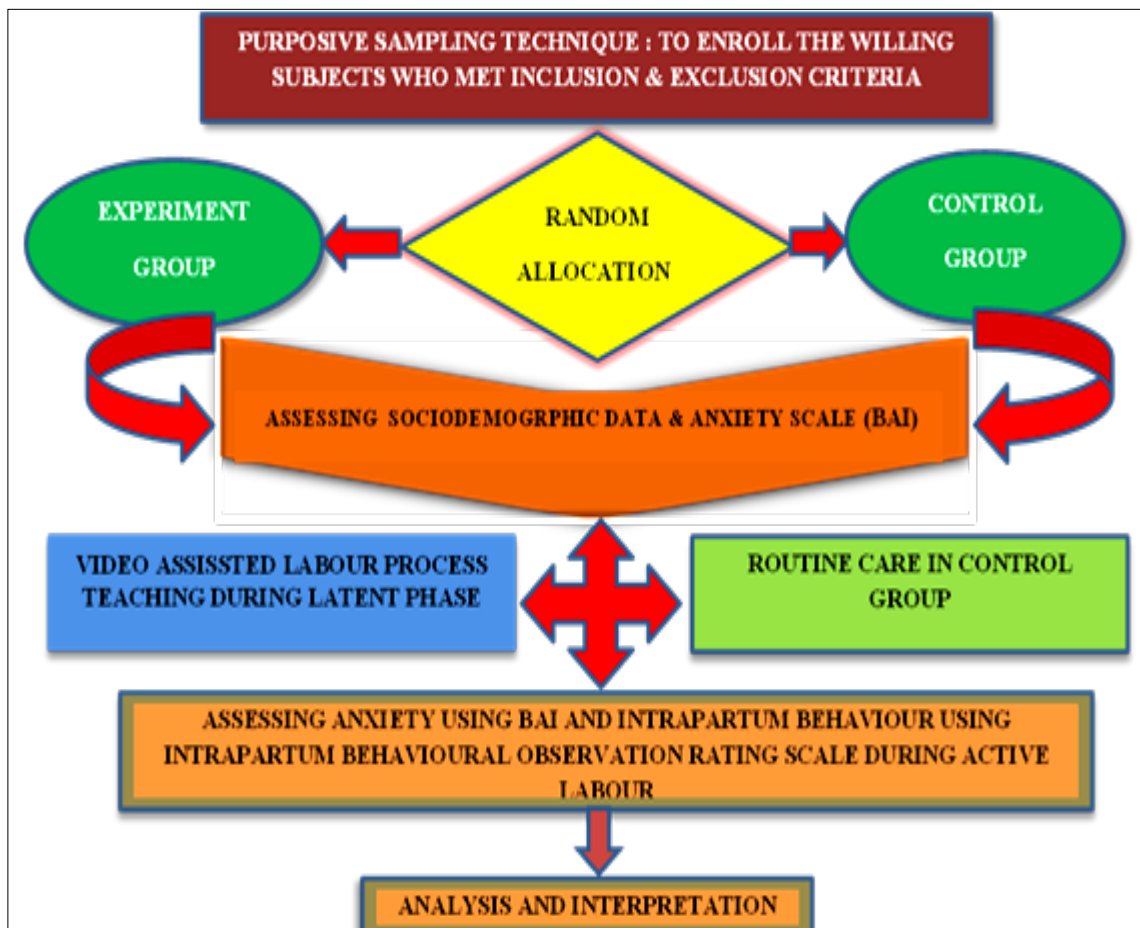 PURPOSIVE SAMPLING TECHNIQUE : TO ENROLL THE WILLING
SUBJECTS WHO MET INCLUSION & EXCLUSION CRITERIA
EXPERIMENT
GROUP
RANDOM
ALLOCATION
CONTROL
GROUP
ASSESSING SOCIODEMOGRPHIC DATA & ANXIETY SCALE (BAI)
VIDEO ASSISSTED LABOUR PROCESS
TEACHING DURING LATENT PHASE
ROUTINE CARE IN CONTROL
GROUP
ASSESSING ANXIETY USING BAI AND INTRAPARTUM BEHAVIOUR USING
INTRAPARTUM BEHAVIOURAL OBSERVATION RATING SCALE DURING ACTIVE
LABOUR
ANALYSIS AND INTERPRETATION